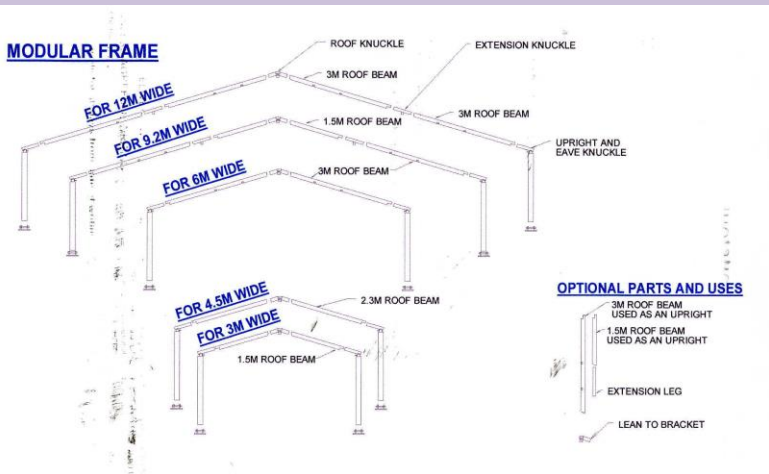 MODULAR FRAME
ROOF KNUCKLE
EXTENSION KNUCKLE
3M ROOF BEAM
FOR 12M WIDE
3M ROOF BEAM
1.5M ROOF BEAM
FOR 9.2M WIDE
UPRIGHT AND
EAVE KNUCKLE
3M ROOF BEAM
FOR 6M WIDE
FOR 4.5M WIDE
2.3M ROOF BEAM
FOR 3M WIDE
1.5M ROOF BEAM
OPTIONAL PARTS AND USES
3M ROOF BEAM
USED AS AN UPRIGHT
1.5M ROOF BEAM
USED AS AN UPRIGHT
EXTENSION LEG
LEAN TO BRACKET